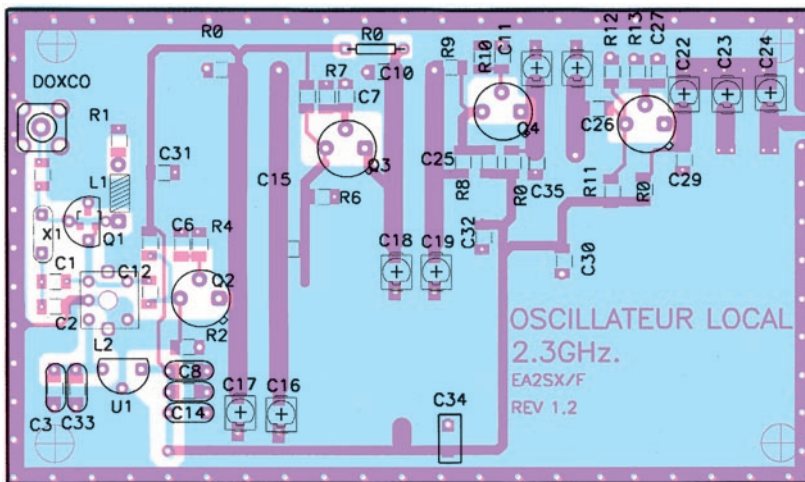 R0
R0
R9
R10
C11
R12
R13
C27
C22
C23
C24
DOXCO
C10
R7
C7
R1
Q4
C26
C31
Q3
C25
C15
R8
R0
C35
R11
R0
C29
L1
R6
X1
Q1
C6
R4
C32
C18
C19
C30
C1
C12
Q2
C2
R2
L2
OSCILLATEUR LOCAL
2.3GHz.
EA2SX/F
REV 1.2
C8
C17
C16
C34
C3
C33
U1
C14